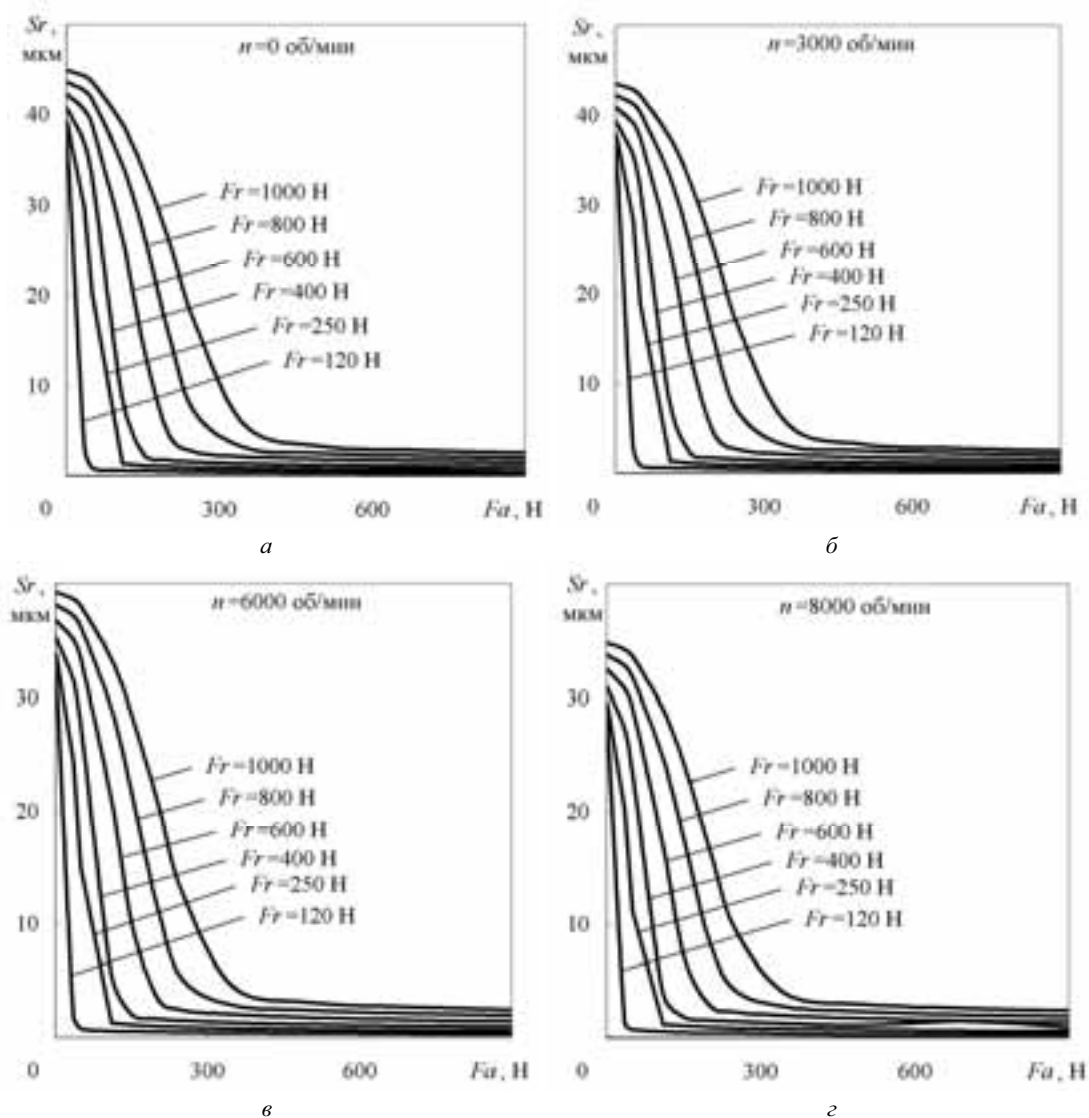 Sr, мкм
n=0 об/мин
40
30
20
10
Fr=1000 Н
Fr=800 Н
Fr=600 Н
Fr=400 Н
Fr=250 Н
Fr=120 Н
0 300 600 Fa, Н
а
Sr, мкм
n=3000 об/мин
40
30
20
10
Fr=1000 Н
Fr=800 Н
Fr=600 Н
Fr=400 Н
Fr=250 Н
Fr=120 Н
0 300 600 Fa, Н
б
Sr, мкм
n=6000 об/мин
30
20
10
Fr=1000 Н
Fr=800 Н
Fr=600 Н
Fr=400 Н
Fr=250 Н
Fr=120 Н
0 300 600 Fa, Н
в
Sr, мкм
n=8000 об/мин
30
20
10
Fr=1000 Н
Fr=800 Н
Fr=600 Н
Fr=400 Н
Fr=250 Н
Fr=120 Н
0 300 600 Fa, Н
г